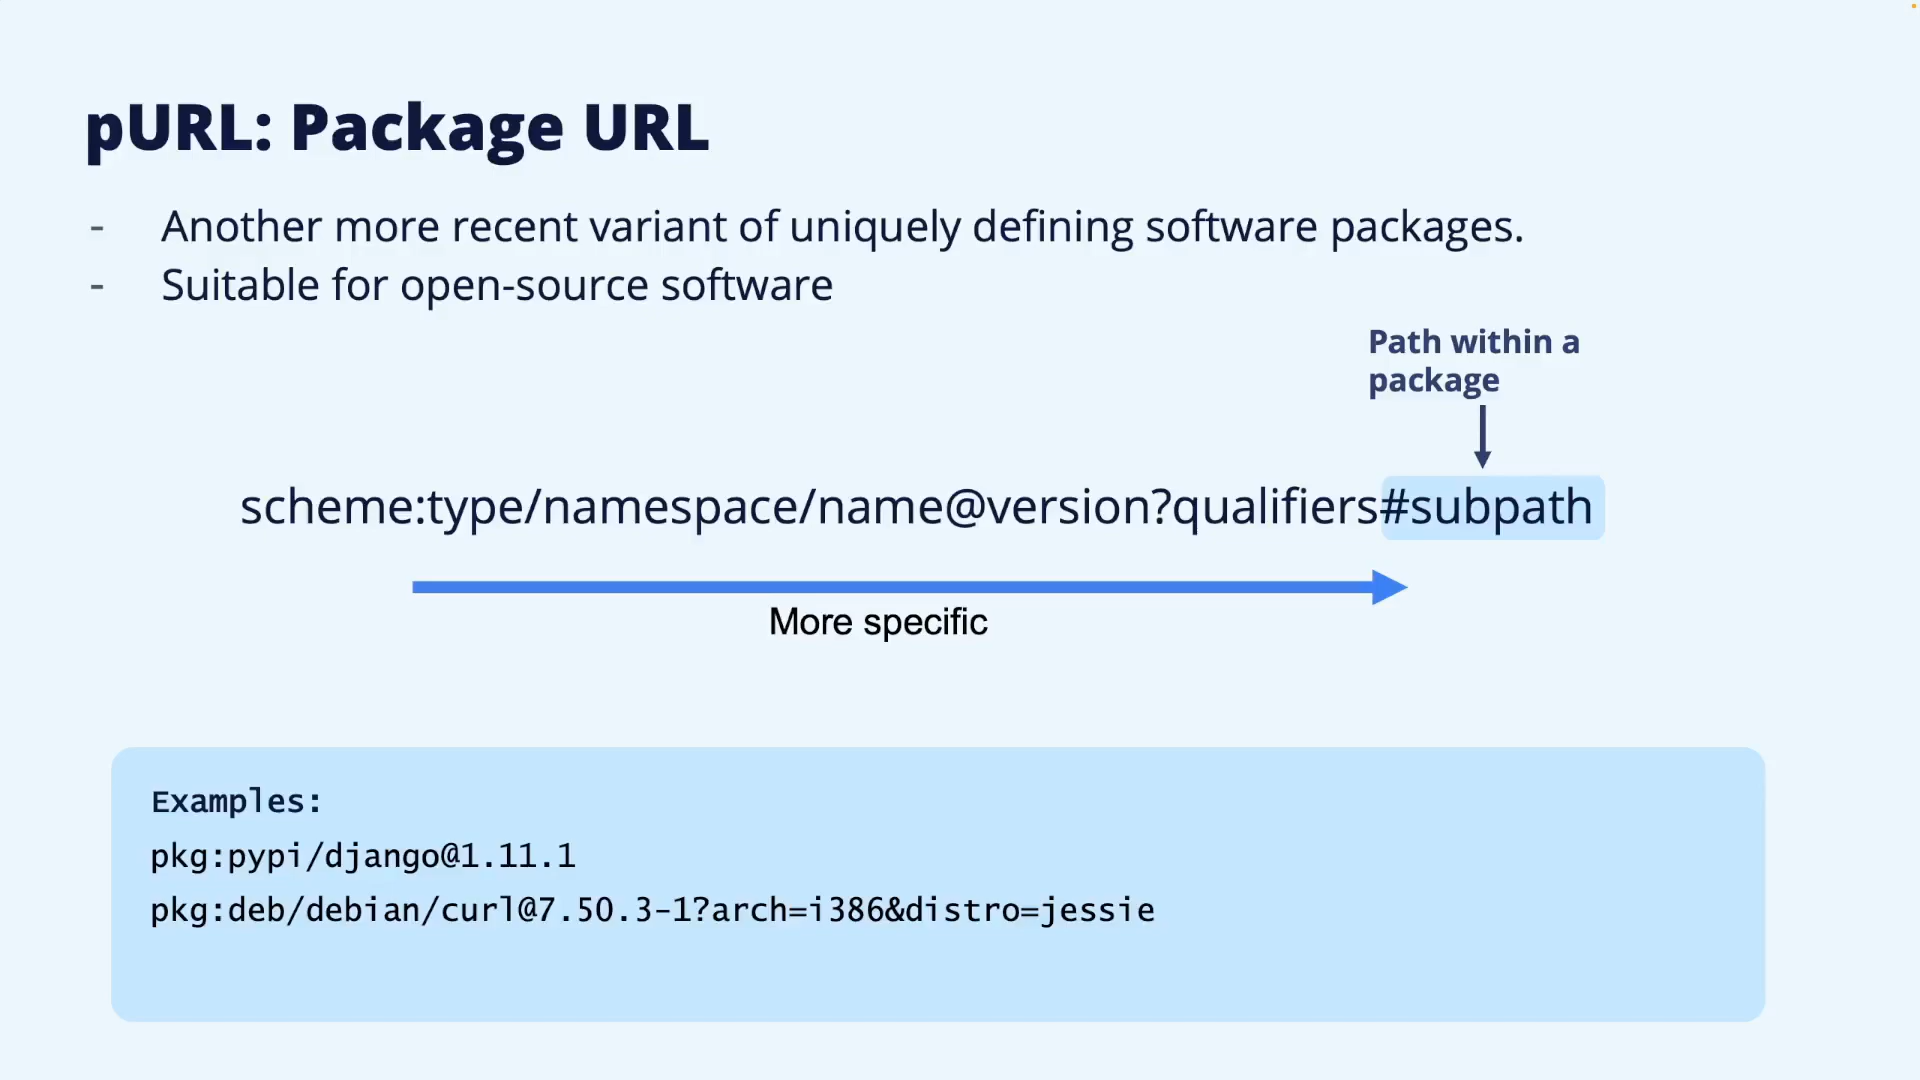 pURL: Package URL
- Another more recent variant of uniquely defining software packages.
- Suitable for open-source software
Path within a
package
scheme:type/namespace/name@version?qualifiers#subpath
More specific
Examples:
pkg:pypi/django@1.11.1
pkg:deb/debian/curl@7.50.3-1?arch=i386&distro=jessie